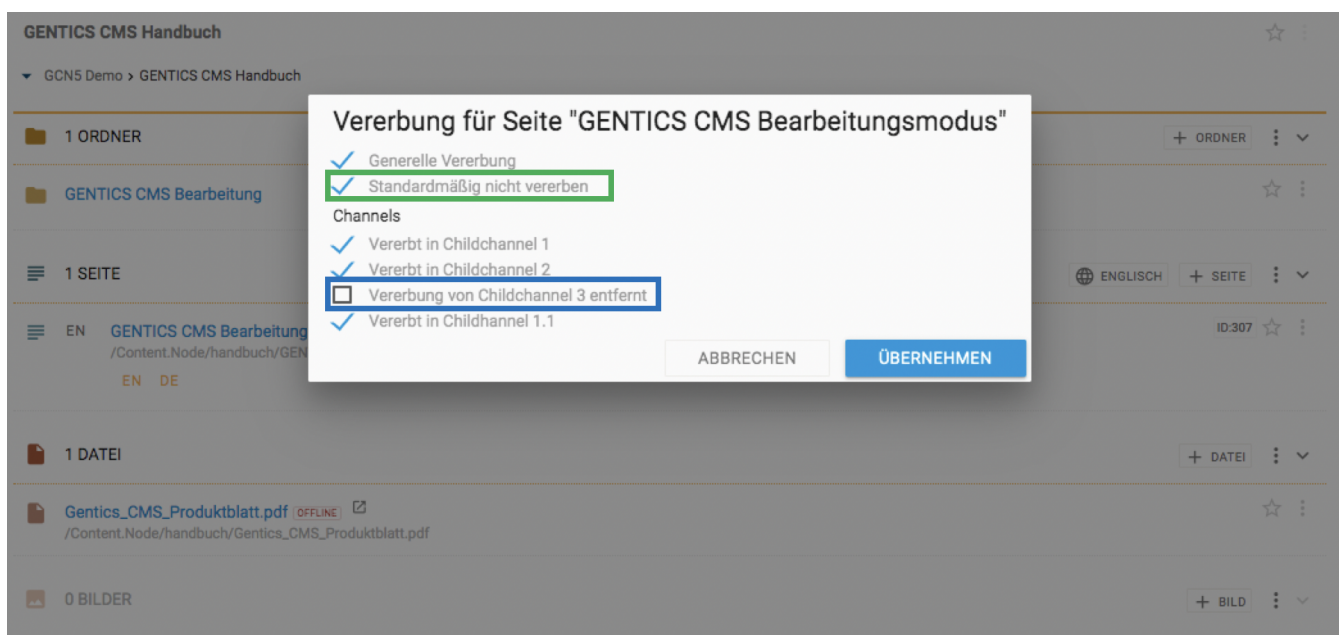 GENTICS CMS Handbuch
GCN5 Demo > GENTICS CMS Handbuch
Vererbung für Seite "GENTICS CMS Bearbeitungsmodus"
Generelle Vererbung
Standardmäßig nicht vererben
Channels
Vererbt in Childchannel 1
Vererbt in Childchannel 2
Vererbung von Childchannel 3 entfernt
Vererbt in Childhannel 1.1
ABBRECHEN ÜBERNEHMEN
1 ORDNER + ORDNER
GENTICS CMS Bearbeitung
1 SEITE ENGLISCH + SEITE
EN GENTICS CMS Bearbeitung ID:307
/Content.Node/handbuch/GEN
EN DE
1 DATEI + DATEI
Gentics_CMS_Produktblatt.pdf OFFLINE
/Content.Node/handbuch/Gentics_CMS_Produktblatt.pdf
0 BILDER + BILD